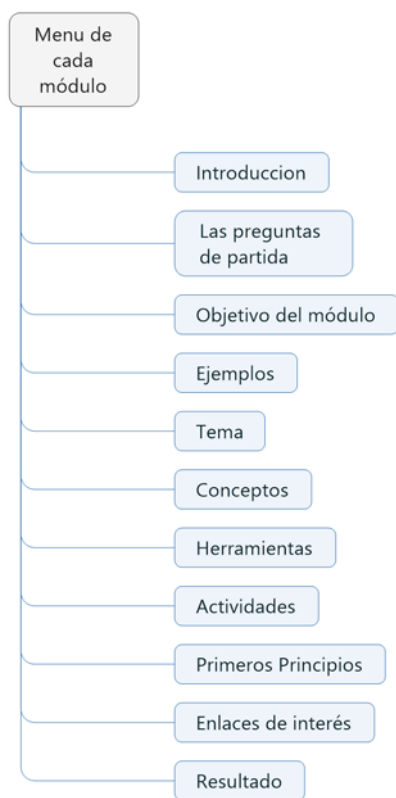 Menu de
cada
módulo
Introduccion
Las preguntas
de partida
Objetivo del módulo
Ejemplos
Tema
Conceptos
Herramientas
Actividades
Primeros Principios
Enlaces de interés
Resultado